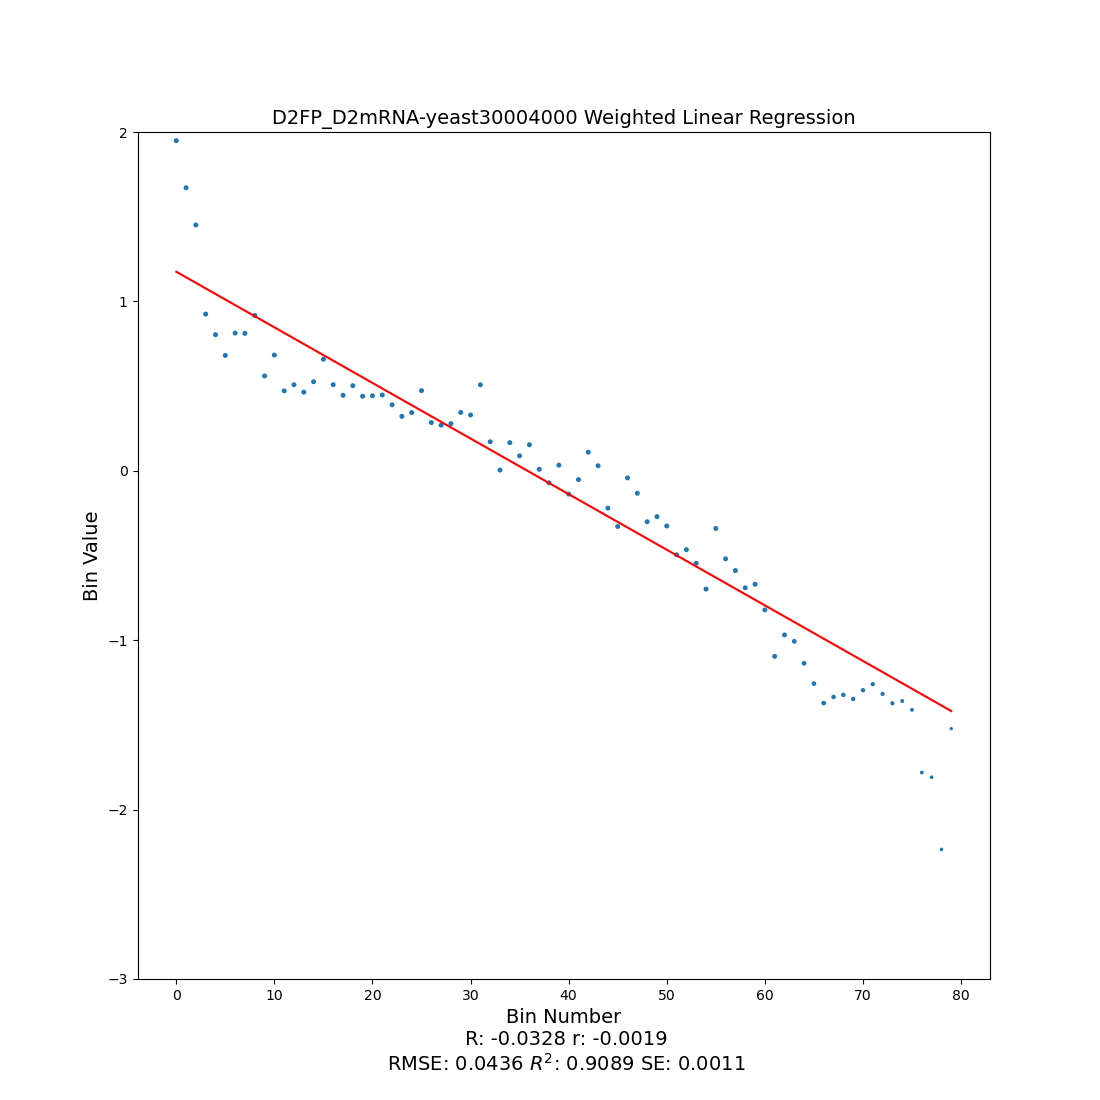 D2FP_D2mRNA-yeast30004000 Weighted Linear Regression
2
1
0
−1
−2
−3
Bin Value
0 10 20 30 40 50 60 70 80
Bin Number
R: -0.0328 r: -0.0019
RMSE: 0.0436 R²: 0.9089 SE: 0.0011